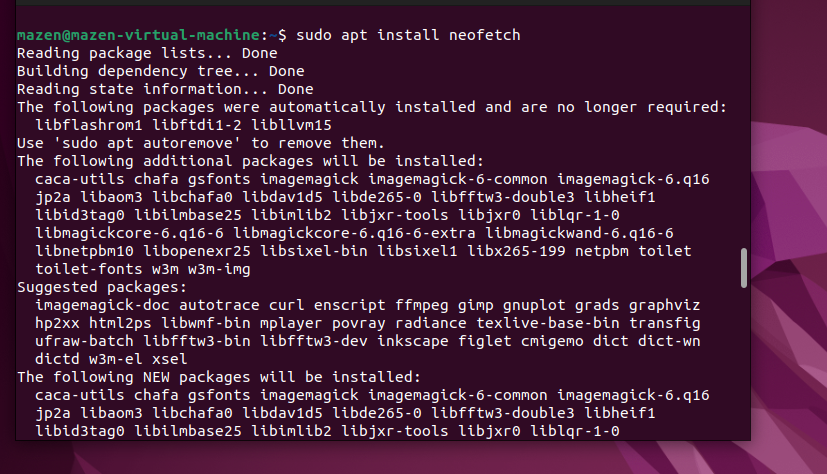 mazen@mazen-virtual-machine:~$ sudo apt install neofetch
Reading package lists... Done
Building dependency tree... Done
Reading state information... Done
The following packages were automatically installed and are no longer required:
  libflashrom1 libftdi1-2 libllvm15
Use 'sudo apt autoremove' to remove them.
The following additional packages will be installed:
  caca-utils chafa gsfonts imagemagick imagemagick-6-common imagemagick-6.q16
  jp2a libaom3 libchafa0 libdav1d5 libde265-0 libfftw3-double3 libheif1
  libid3tag0 libilmbase25 libimlib2 libjxr-tools libjxr0 liblqr-1-0
  libmagickcore-6.q16-6 libmagickcore-6.q16-6-extra libmagickwand-6.q16-6
  libnetpbm10 libopenexr25 libsixel-bin libsixel1 libx265-199 netpbm toilet
  toilet-fonts w3m w3m-img
Suggested packages:
  imagemagick-doc autotrace curl enscript ffmpeg gimp gnuplot grads graphviz
  hp2xx html2ps libwmf-bin mplayer povray radiance texlive-base-bin transfig
  ufraw-batch libfftw3-bin libfftw3-dev inkscape figlet cmigemo dict dict-wn
  dictd w3m-el xsel
The following NEW packages will be installed:
  caca-utils chafa gsfonts imagemagick imagemagick-6-common imagemagick-6.q16
  jp2a libaom3 libchafa0 libdav1d5 libde265-0 libfftw3-double3 libheif1
  libid3tag0 libilmbase25 libimlib2 libjxr-tools libjxr0 liblqr-1-0